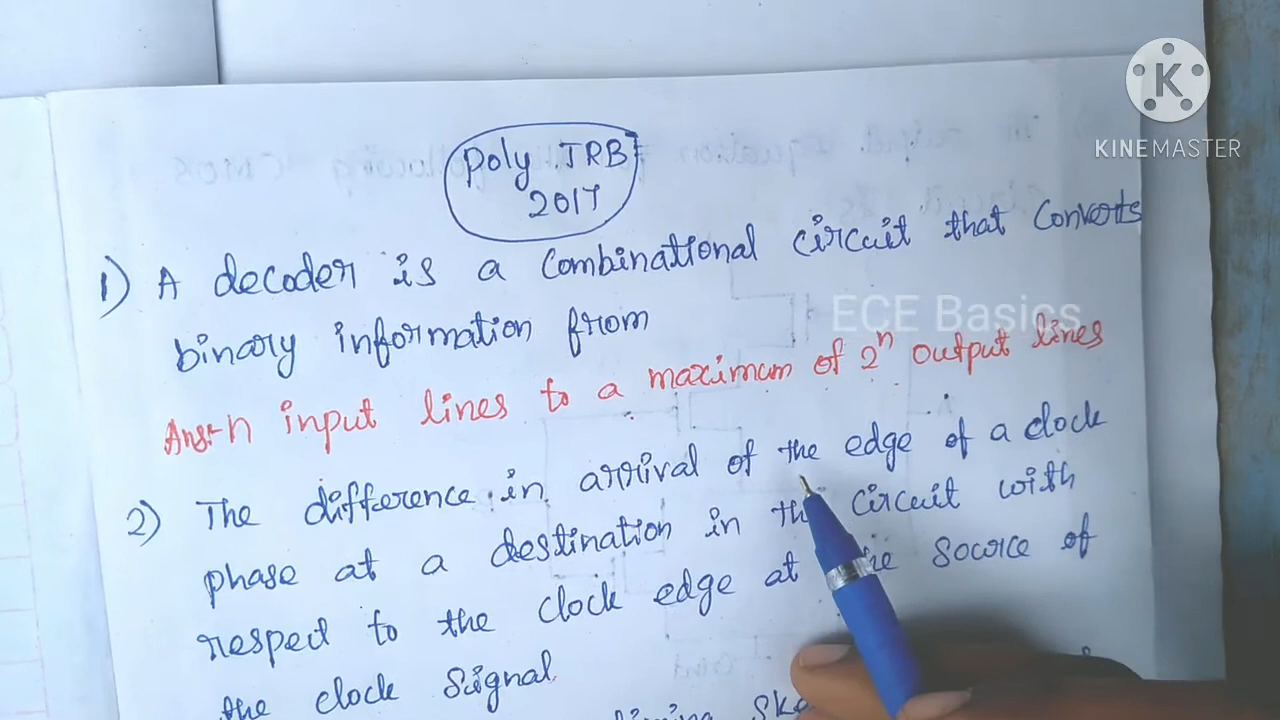 K
KINEMASTER
Poly TRB
2017
1) A decoder is a combinational circuit that converts
binary information from
ECE Basics
Ans:- n input lines to a maximum of 2^n output lines
2) The difference in arrival of the edge of a clock
phase at a destination in the circuit with
respect to the clock edge at the source of
the clock signal.